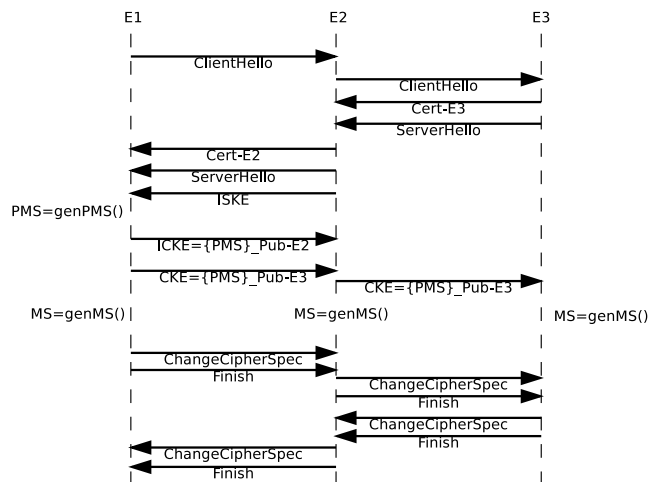 E1 E2 E3
ClientHello
ClientHello
Cert-E3
ServerHello
Cert-E2
ServerHello
ISKE
PMS=genPMS()
ICKE={PMS}_Pub-E2
CKE={PMS}_Pub-E3
CKE={PMS}_Pub-E3
MS=genMS() MS=genMS() MS=genMS()
ChangeCipherSpec
Finish
ChangeCipherSpec
Finish
ChangeCipherSpec
Finish
ChangeCipherSpec
Finish